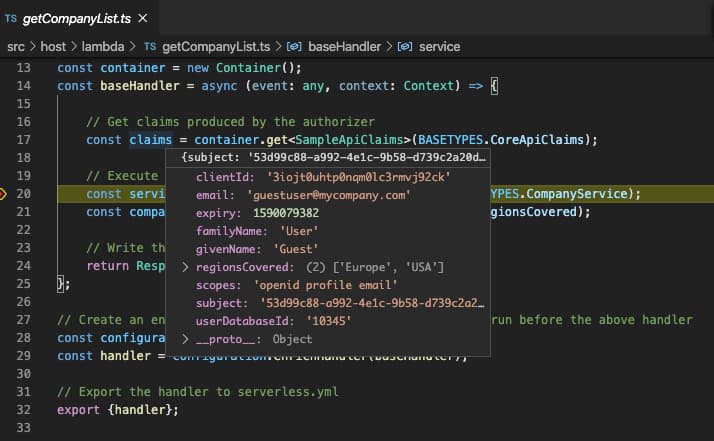 TS getCompanyList.ts ×
src > host > lambda > TS getCompanyList.ts > baseHandler > service
13 const container = new Container();
14 const baseHandler = async (event: any, context: Context) => {
15
16 // Get claims produced by the authorizer
17 const claims = container.get<SampleApiClaims>(BASETYPES.CoreApiClaims);
18 {subject: '53d99c88-a992-4e1c-9b58-d739c2a20d…
clientId: '3iojt0uhtp0nqm0lc3rmvj92ck'
19 // Execute
email: 'guestuser@mycompany.com'
20 const servi YPES.CompanyService);
expiry: 1590079382
21 const compa gionsCovered);
familyName: 'User'
22
givenName: 'Guest'
23 // Write th
> regionsCovered: (2) ['Europe', 'USA']
24 return Resp
scopes: 'openid profile email'
25 };
subject: '53d99c88-a992-4e1c-9b58-d739c2a2…
26
userDatabaseId: '10345'
27 // Create an en run before the above handler
> __proto__: Object
28 const configura
29 const handler = configuration.enrichHandler(baseHandler);
30
31 // Export the handler to serverless.yml
32 export {handler};
33